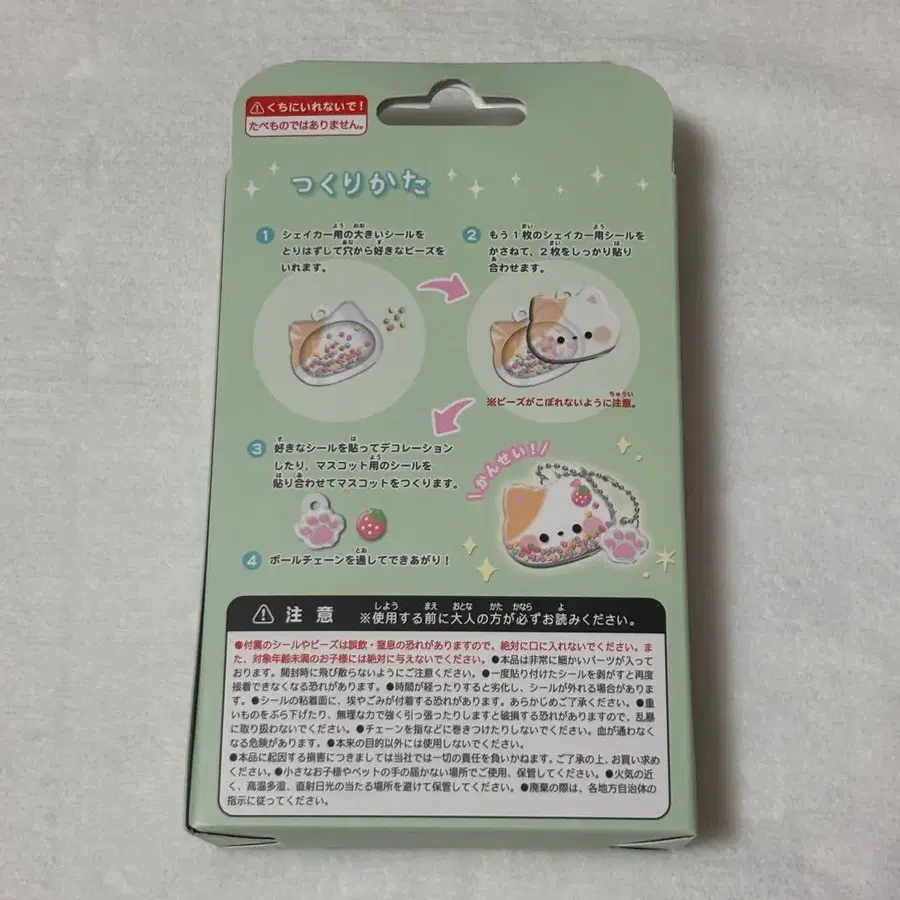 くちにいれないで！
たべものではありません。
つくりかた
1 シェイカー用の大きいシールを
とりはずして穴から好きなビーズを
いれます。
2 もう1枚のシェイカー用シールを
かさねて、2枚をしっかり貼り
合わせます。
※ビーズがこぼれないように注意。
3 好きなシールを貼ってデコレーション
したり、マスコット用のシールを
貼り合わせてマスコットをつくります。
かんせい！
4 ボールチェーンを通してできあがり！
注意 ※使用する前に大人の方が必ずお読みください。
●付属のシールやビーズは誤飲・窒息の恐れがありますので、絶対に口に入れないでください。ま
た、対象年齢未満のお子様には絶対に与えないでください。●本品は非常に細かいパーツが入って
おります。開封時に飛び散らないようにご注意ください。●一度貼り付けたシールを剥がすと再度
接着できなくなる恐れがあります。●時間が経ったりすると劣化し、シールが外れる場合がありま
す。●シールの粘着面に、埃やごみが付着する恐れがあります。あらかじめご了承ください。●重
いものをぶら下げたり、無理な力で強く引っ張ったりしますと破損する恐れがありますので、乱暴
に取り扱わないでください。●チェーンを指などに巻きつけたりしないでください。血が通わなく
なる危険があります。●本来の目的以外には使用しないでください。
●本品に起因する損害につきましては当社では一切の責任を負いかねます。ご了承の上、お買い求め
ください。●小さなお子様やペットの手の届かない場所でご使用、保管してください。●火気の近
く、高温多湿、直射日光の当たる場所を避けて保管してください。●廃棄の際は、各地方自治体の
指示に従ってください。